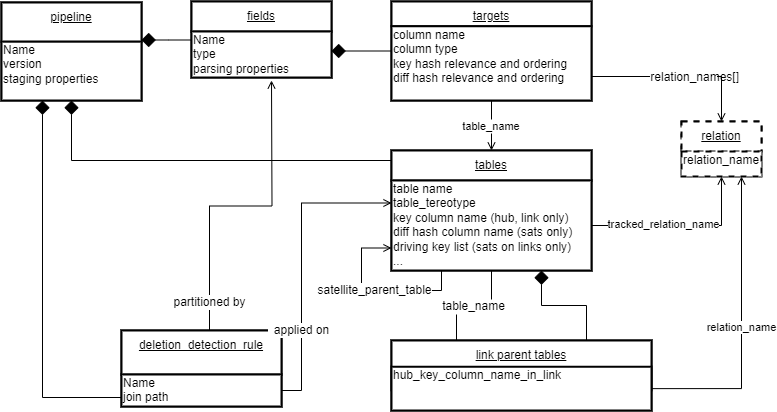 pipeline
Name
version
staging properties
fields
Name
type
parsing properties
targets
column name
column type
key hash relevance and ordering
diff hash relevance and ordering
relation_names[]
table_name
relation
relation_name
tables
table name
table_tereotype
key column name (hub, link only)
diff hash column name (sats only)
driving key list (sats on links only)
...
tracked_relation_name
satellite_parent_table
partitioned by
table_name
applied on
relation_name
deletion_detection_rule
Name
join path
link parent tables
hub_key_column_name_in_link